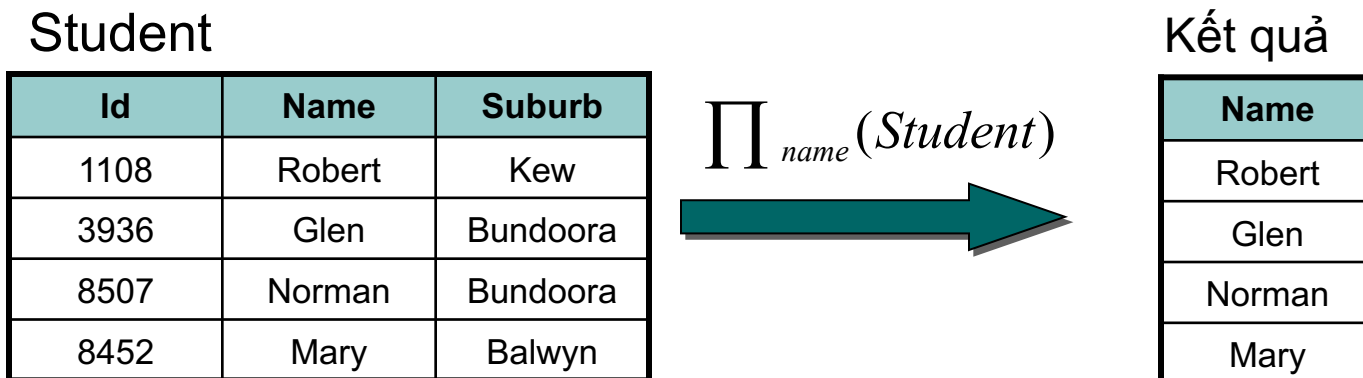 Student
Id Name Suburb
1108 Robert Kew
3936 Glen Bundoora
8507 Norman Bundoora
8452 Mary Balwyn
∏ name (Student)
Kết quả
Name
Robert
Glen
Norman
Mary